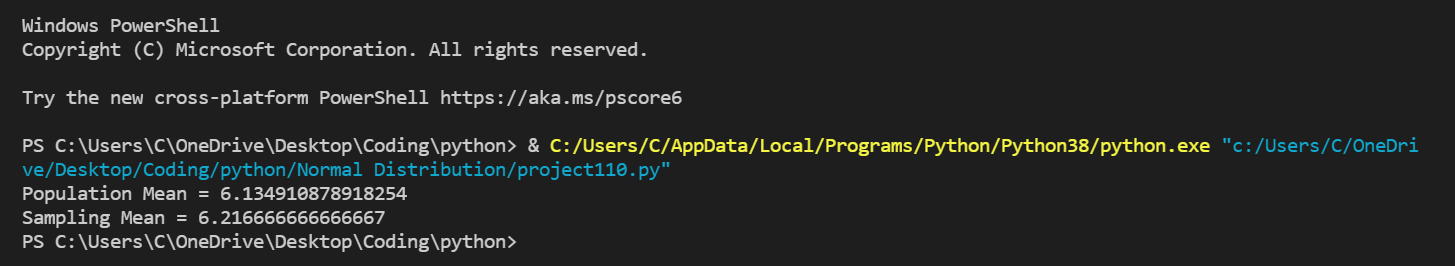 Windows PowerShell
Copyright (C) Microsoft Corporation. All rights reserved.
Try the new cross-platform PowerShell https://aka.ms/pscore6
PS C:\Users\C\OneDrive\Desktop\Coding\python> & C:/Users/C/AppData/Local/Programs/Python/Python38/python.exe "c:/Users/C/OneDri
ve/Desktop/Coding/python/Normal Distribution/project110.py"
Population Mean = 6.134910878918254
Sampling Mean = 6.216666666666667
PS C:\Users\C\OneDrive\Desktop\Coding\python>